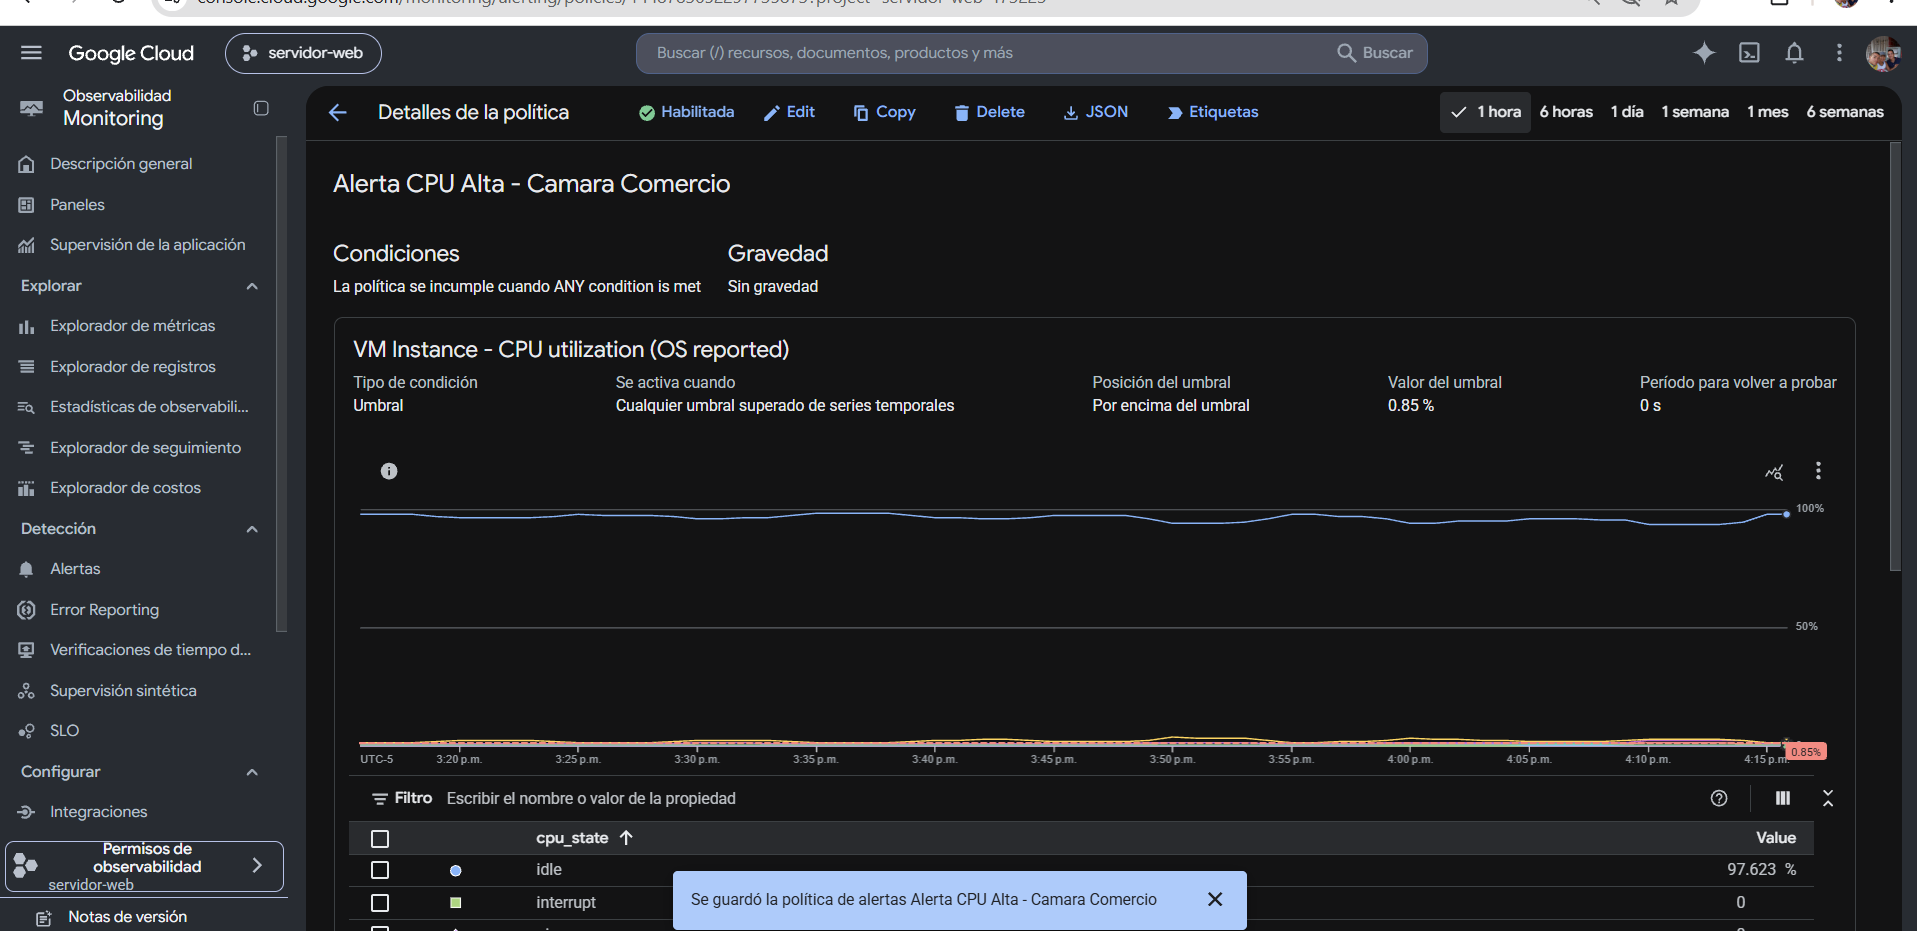 Google Cloud
servidor-web
Buscar (/) recursos, documentos, productos y más
Buscar
Observabilidad
Monitoring
Detalles de la política
Habilitada
Edit
Copy
Delete
JSON
Etiquetas
1 hora
6 horas
1 día
1 semana
1 mes
6 semanas
Descripción general
Paneles
Supervisión de la aplicación
Explorar
Explorador de métricas
Explorador de registros
Estadísticas de observabili...
Explorador de seguimiento
Explorador de costos
Detección
Alertas
Error Reporting
Verificaciones de tiempo d...
Supervisión sintética
SLO
Configurar
Integraciones
Permisos de
observabilidad
servidor-web
Notas de versión
Alerta CPU Alta - Camara Comercio
Condiciones
La política se incumple cuando ANY condition is met
Gravedad
Sin gravedad
VM Instance - CPU utilization (OS reported)
Tipo de condición
Umbral
Se activa cuando
Cualquier umbral superado de series temporales
Posición del umbral
Por encima del umbral
Valor del umbral
0.85 %
Período para volver a probar
0 s
100%
50%
0.85%
UTC-5 3:20 p.m. 3:25 p.m. 3:30 p.m. 3:35 p.m. 3:40 p.m. 3:45 p.m. 3:50 p.m. 3:55 p.m. 4:00 p.m. 4:05 p.m. 4:10 p.m. 4:15 p.m.
Filtro Escribir el nombre o valor de la propiedad
cpu_state Value
idle 97.623 %
interrupt 0
Se guardó la política de alertas Alerta CPU Alta - Camara Comercio